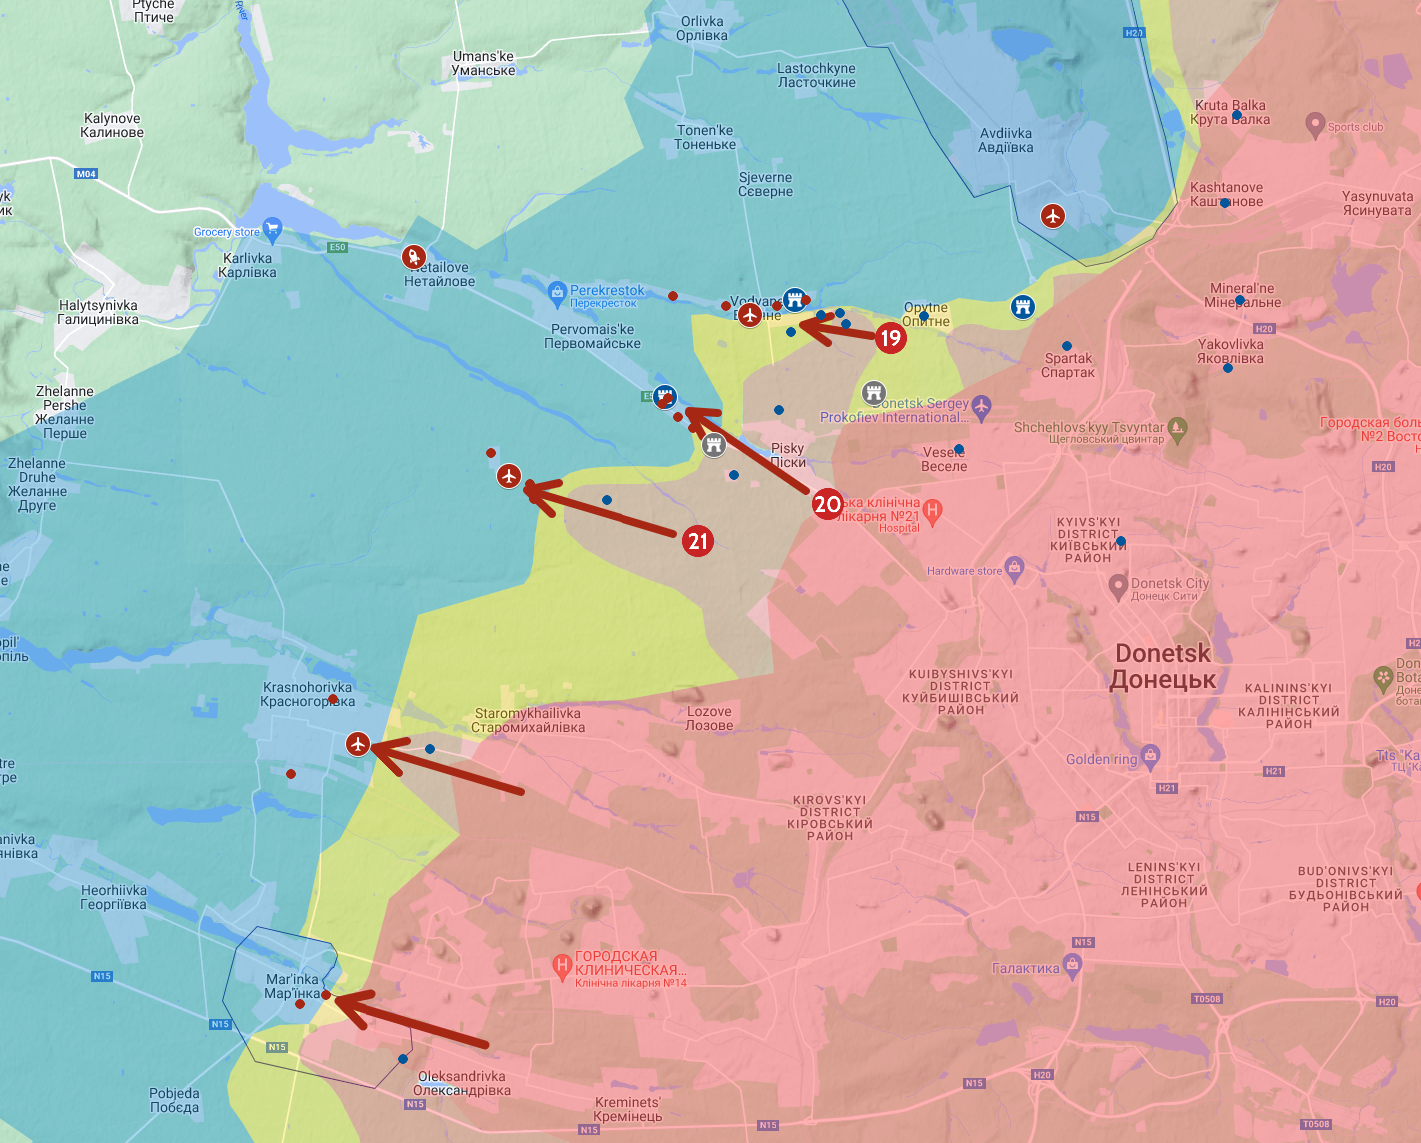 Ptyche
Птиче
River
Orlivka
Орлівка
H20
Umans'ke
Уманське
Lastochkyne
Ласточкине
Kruta Balka
Крута Балка
Sports club
Kalynove
Калинове
Tonen'ke
Тоненьке
Avdiivka
Авдіївка
M04
Sjeverne
Сєверне
Kashtanove
Каштанове
Yasynuvata
Ясинувата
Grocery store
E50
Karlivka
Карлівка
Netailove
Нетайлове
Perekrestok
Перекресток
Mineral'ne
Мінеральне
Halytsynivka
Галицинівка
Opytne
Опитне
H20
Pervomais'ke
Первомайське
19
Spartak
Спартак
Yakovlivka
Яковлівка
Zhelanne
Pershe
Желанне
Перше
Donetsk Sergey
Prokofiev International...
Shchehlovs'kyy Tsvyntar
Щегловський цвинтар
Городская бол
№2 Вост
Pisky
Піски
Vesele
Веселе
H20
Zhelanne
Druhe
Желанне
Друге
20
ька клінічна
лікарня №21
Hospital
21
KYIVS'KYI
DISTRICT
КИЇВСЬКИЙ
РАЙОН
Hardware store
Donetsk City
Донецк Сити
Donetsk
Донецьк
Krasnohorivka
Красногорівка
KUIBYSHIVS'KYI
DISTRICT
КУЙБИШІВСЬКИЙ
РАЙОН
KALININS'KYI
DISTRICT
КАЛІНІНСЬКИЙ
РАЙОН
Staromykhailivka
Старомихайлівка
Lozove
Лозове
Golden ring
H21
H21
KIROVS'KYI
DISTRICT
КІРОВСЬКИЙ
РАЙОН
N15
Heorhiivka
Георгіївка
LENINS'KYI
DISTRICT
ЛЕНІНСЬКИЙ
РАЙОН
BUD'ONIVS'KYI
DISTRICT
БУДЬОНІВСЬКИЙ
РАЙОН
N15
N15
Mar'inka
Мар'їнка
ГОРОДСКАЯ
КЛИНИЧЕСКАЯ...
Клінічна лікарня №14
Галактика
T0508
H20
N15
N15
Oleksandrivka
Олександрівка
N15
H20
Pobjeda
Побєда
N15
Kreminets'
Кремінець
N15
N15
T0508